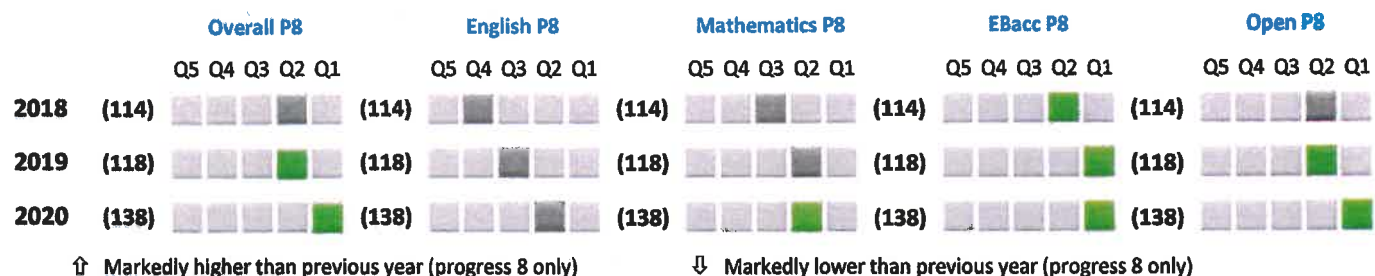 Overall P8 English P8 Mathematics P8 EBacc P8 Open P8
Q5 Q4 Q3 Q2 Q1 Q5 Q4 Q3 Q2 Q1 Q5 Q4 Q3 Q2 Q1 Q5 Q4 Q3 Q2 Q1 Q5 Q4 Q3 Q2 Q1
2018 (114) (114) (114) (114) (114)
2019 (118) (118) (118) (118) (118)
2020 (138) (138) (138) (138) (138)
⇧ Markedly higher than previous year (progress 8 only) ⇩ Markedly lower than previous year (progress 8 only)